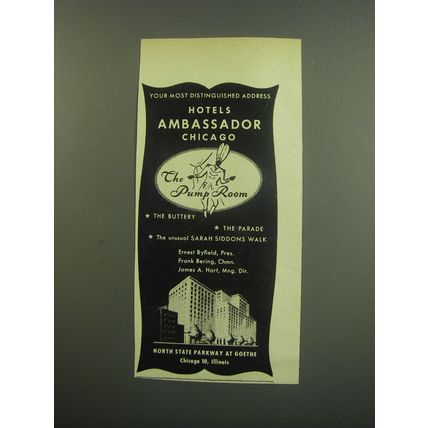 YOUR MOST DISTINGUISHED ADDRESS
HOTELS
AMBASSADOR
CHICAGO
The
Pump Room
★ THE BUTTERY
★ THE PARADE
★ The unusual SARAH SIDDONS WALK
Ernest Byfield, Pres.
Frank Bering, Chmn.
James A. Hart, Mng. Dir.
NORTH STATE PARKWAY AT GOETHE
Chicago 10, Illinois